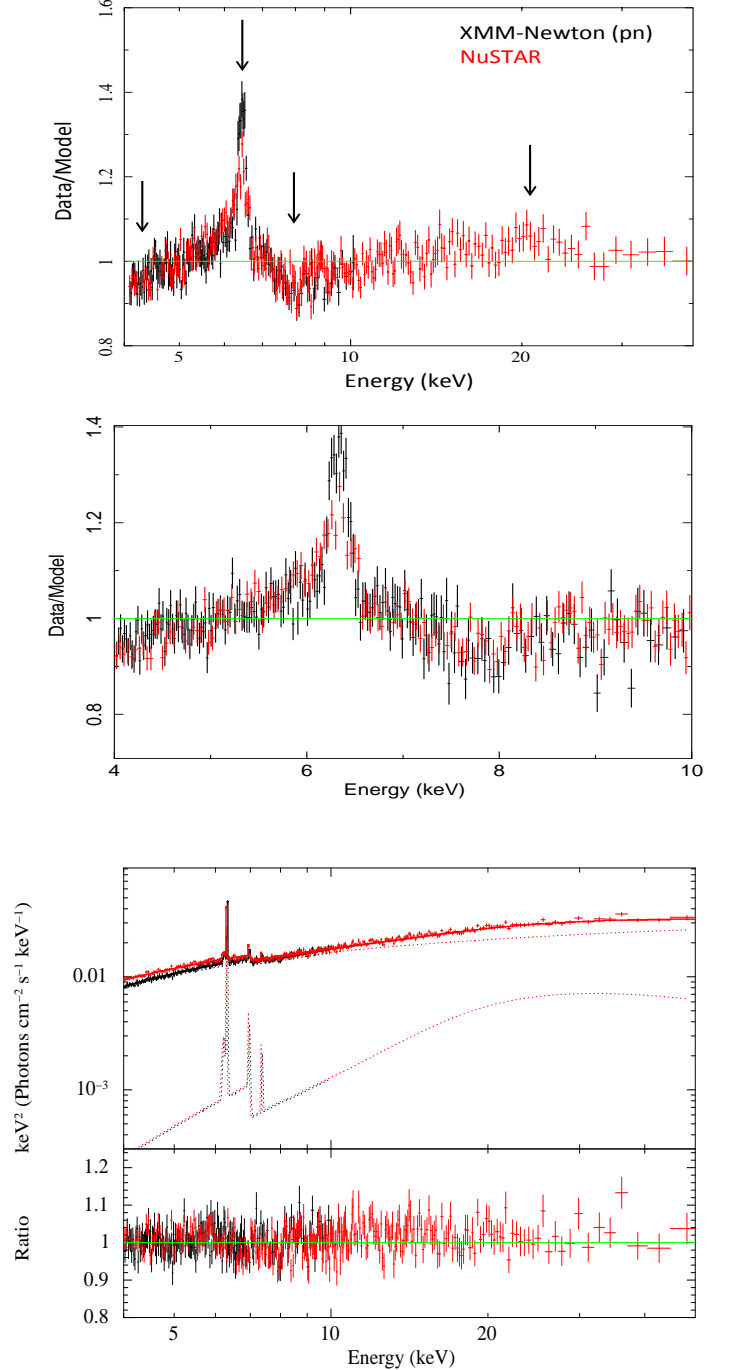 1.6
XMM-Newton (pn)
NuSTAR
1.4
Data/Model
1.2
1
0.8
5 10 20
Energy (keV)
1.4
1.2
Data/Model
1
0.8
4 6 8 10
Energy (keV)
keV² (Photons cm⁻² s⁻¹ keV⁻¹)
0.01
10⁻³
1.2
1.1
Ratio
1
0.9
0.8
5 10 20
Energy (keV)